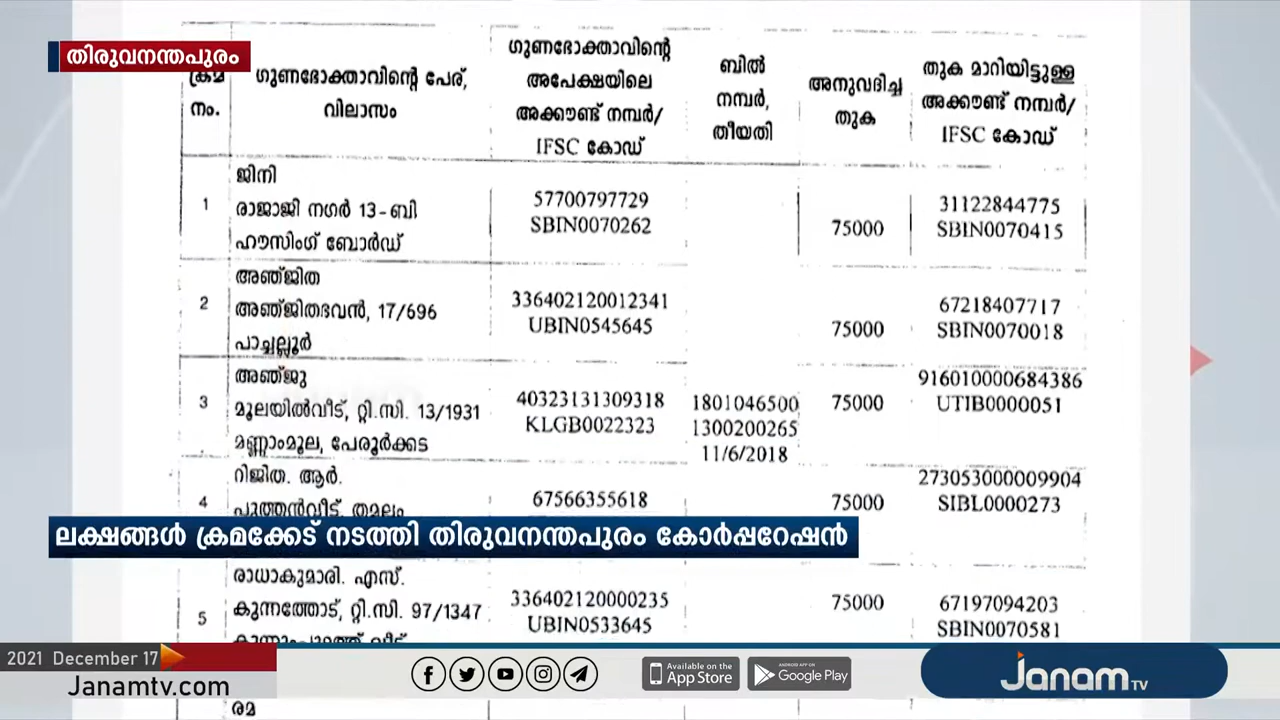 തിരുവനന്തപുരം
ക്രമ നം.
ഗുണഭോക്താവിന്റെ പേര്,
വിലാസം
ഗുണഭോക്താവിന്റെ
അപേക്ഷയിലെ
അക്കൗണ്ട് നമ്പർ/
IFSC കോഡ്
ബിൽ
നമ്പർ,
തീയതി
അനുവദിച്ച
തുക
തുക മാറിയിട്ടുള്ള
അക്കൗണ്ട് നമ്പർ/
IFSC കോഡ്
1
ജിനി
രാജാജി നഗർ 13-ബി
ഹൗസിംഗ് ബോർഡ്
57700797729
SBIN0070262
75000
31122844775
SBIN0070415
2
അഞ്ജിത
അഞ്ജിതഭവൻ, 17/696
പാച്ചല്ലൂർ
336402120012341
UBIN0545645
75000
67218407717
SBIN0070018
3
അഞ്ജു
മൂലയിൽവീട്, റ്റി.സി. 13/1931
മണ്ണാംമൂല, പേരൂർക്കട
40323131309318
KLGB0022323
1801046500
1300200265
11/6/2018
75000
916010000684386
UTIB0000051
4
റിജിത. ആർ.
പുത്തൻവീട്, തമലം
67566355618
75000
273053000009904
SIBL0000273
ലക്ഷങ്ങൾ ക്രമക്കേട് നടത്തി തിരുവനന്തപുരം കോർപ്പറേഷൻ
5
രാധാകുമാരി. എസ്.
കുന്നത്തോട്, റ്റി.സി. 97/1347
336402120000235
UBIN0533645
75000
67197094203
SBIN0070581
രമ
2021 December 17
Janamtv.com
Available on the
App Store
ANDROID APP ON
Google Play
Janam TV